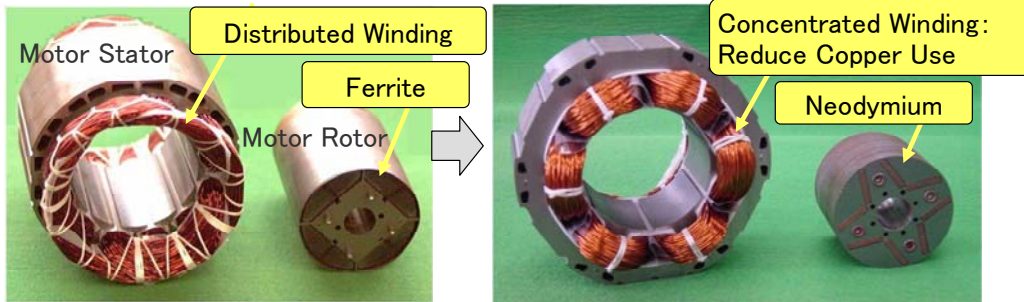 Motor Stator
Distributed Winding
Ferrite
Motor Rotor
Concentrated Winding:
Reduce Copper Use
Neodymium